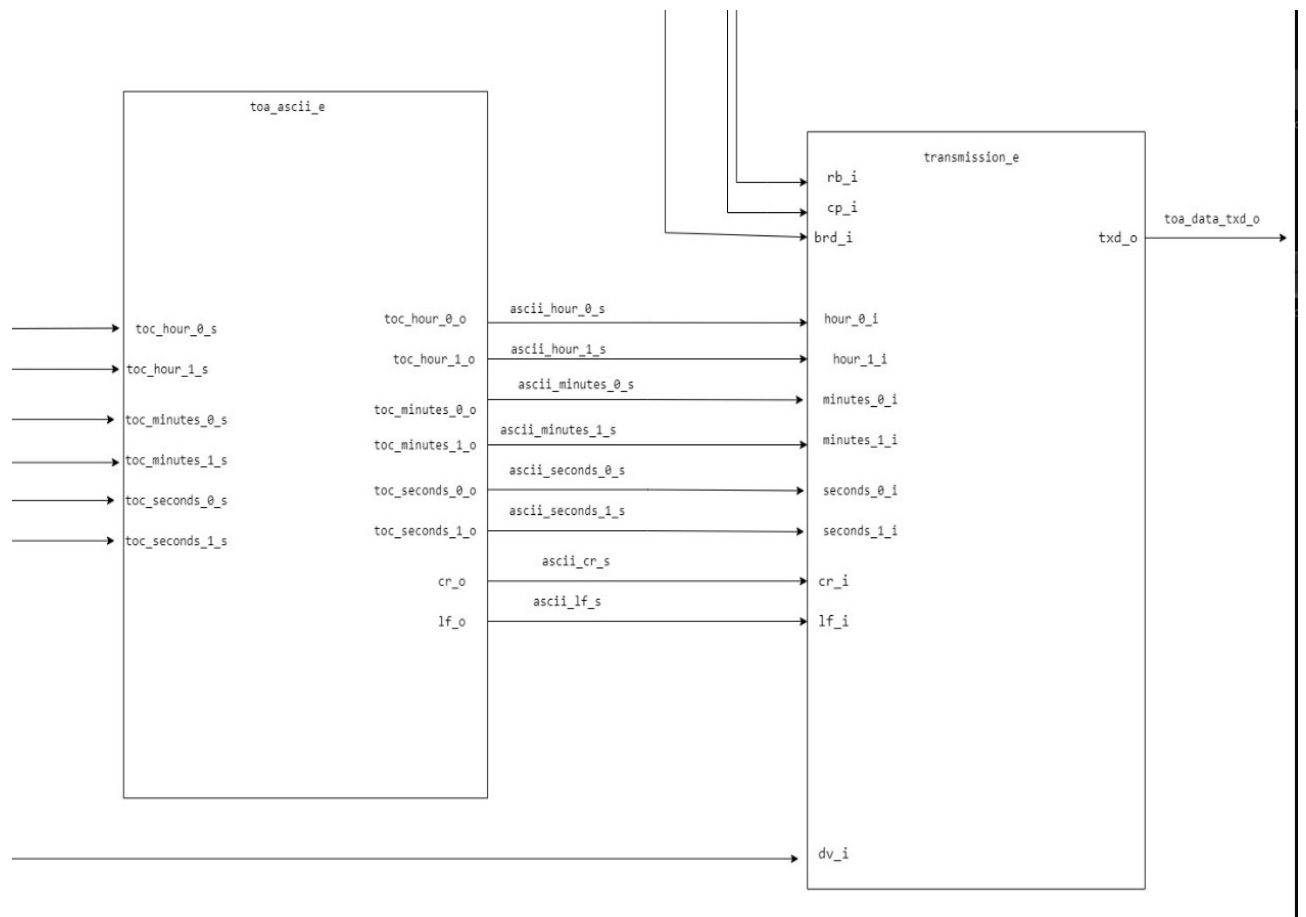 toa_ascii_e
toc_hour_0_s
toc_hour_1_s
toc_minutes_0_s
toc_minutes_1_s
toc_seconds_0_s
toc_seconds_1_s
toc_hour_0_o
toc_hour_1_o
toc_minutes_0_o
toc_minutes_1_o
toc_seconds_0_o
toc_seconds_1_o
cr_o
lf_o
ascii_hour_0_s
ascii_hour_1_s
ascii_minutes_0_s
ascii_minutes_1_s
ascii_seconds_0_s
ascii_seconds_1_s
ascii_cr_s
ascii_lf_s
transmission_e
rb_i
cp_i
brd_i
hour_0_i
hour_1_i
minutes_0_i
minutes_1_i
seconds_0_i
seconds_1_i
cr_i
lf_i
dv_i
txd_o
toa_data_txd_o